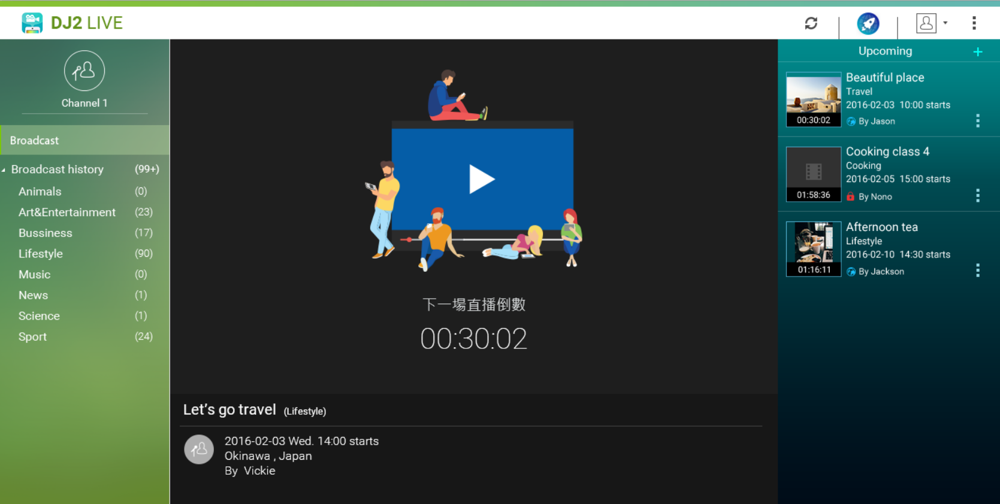 DJ2 LIVE
Channel 1
Broadcast
Broadcast history (99+)
Animals (0)
Art&Entertainment (23)
Bussiness (17)
Lifestyle (90)
Music (0)
News (1)
Science (1)
Sport (24)
下一場直播倒數
00:30:02
Let's go travel (Lifestyle)
2016-02-03 Wed. 14:00 starts
Okinawa , Japan
By Vickie
Upcoming +
Beautiful place
Travel
2016-02-03 10:00 starts
00:30:02 By Jason
Cooking class 4
Cooking
2016-02-05 15:00 starts
01:58:36 By Nono
Afternoon tea
Lifestyle
2016-02-10 14:30 starts
01:16:11 By Jackson